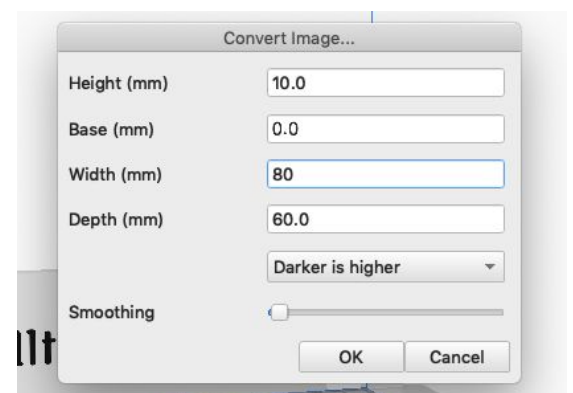 Convert Image...
Height (mm) 10.0
Base (mm) 0.0
Width (mm) 80
Depth (mm) 60.0
Darker is higher
Smoothing
OK Cancel